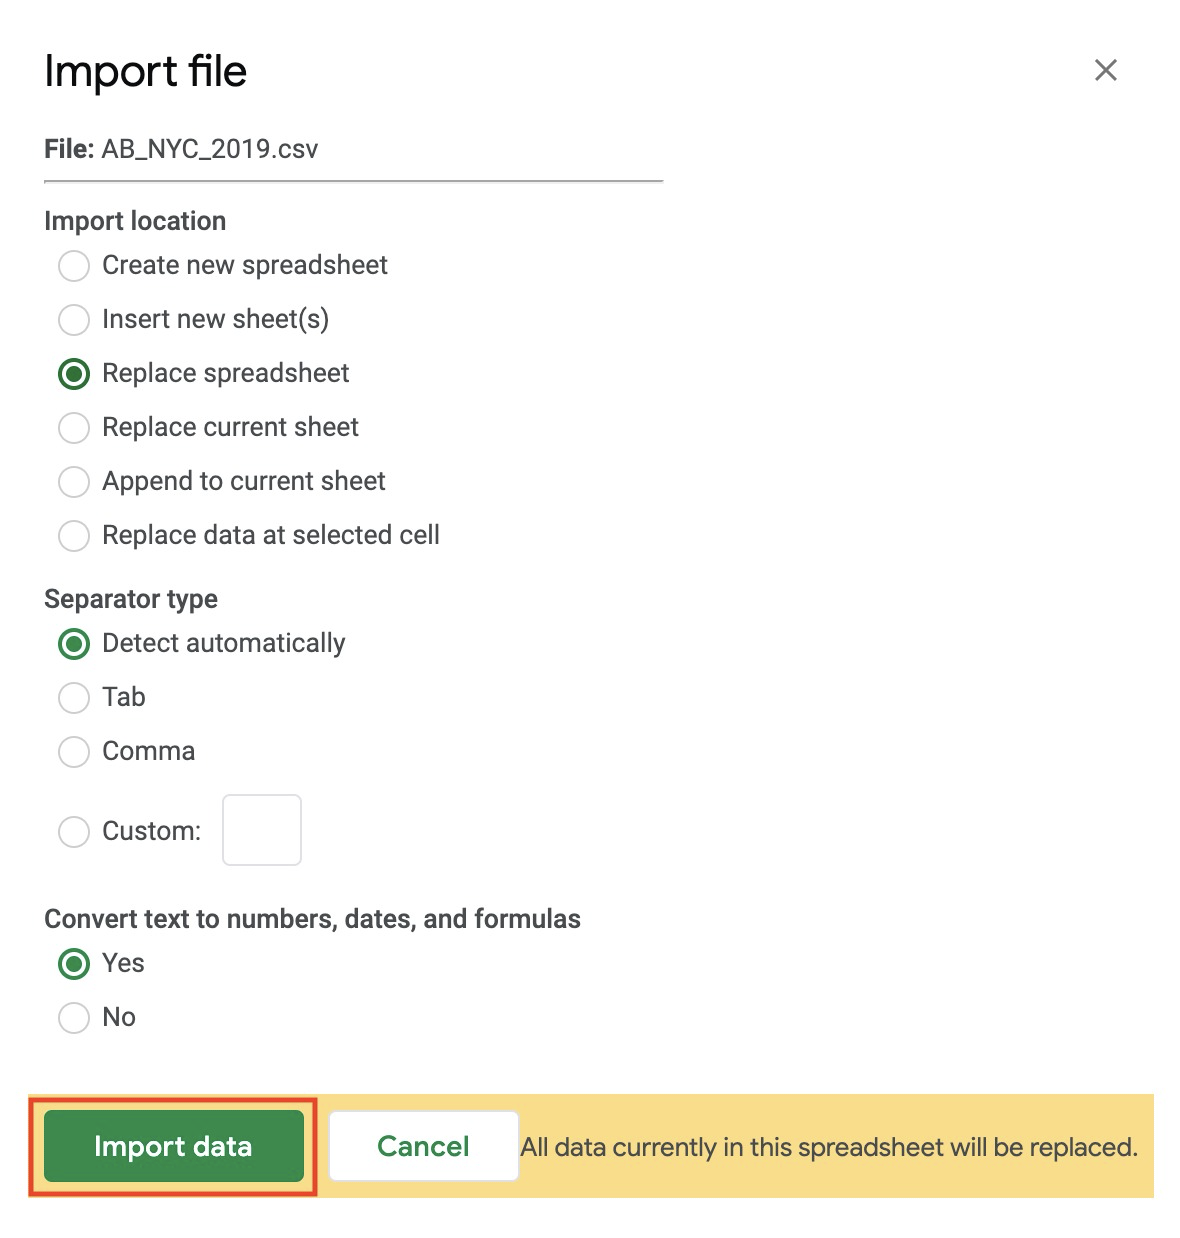 Import file
File: AB_NYC_2019.csv
Import location
Create new spreadsheet
Insert new sheet(s)
Replace spreadsheet
Replace current sheet
Append to current sheet
Replace data at selected cell
Separator type
Detect automatically
Tab
Comma
Custom:
Convert text to numbers, dates, and formulas
Yes
No
Import data Cancel All data currently in this spreadsheet will be replaced.